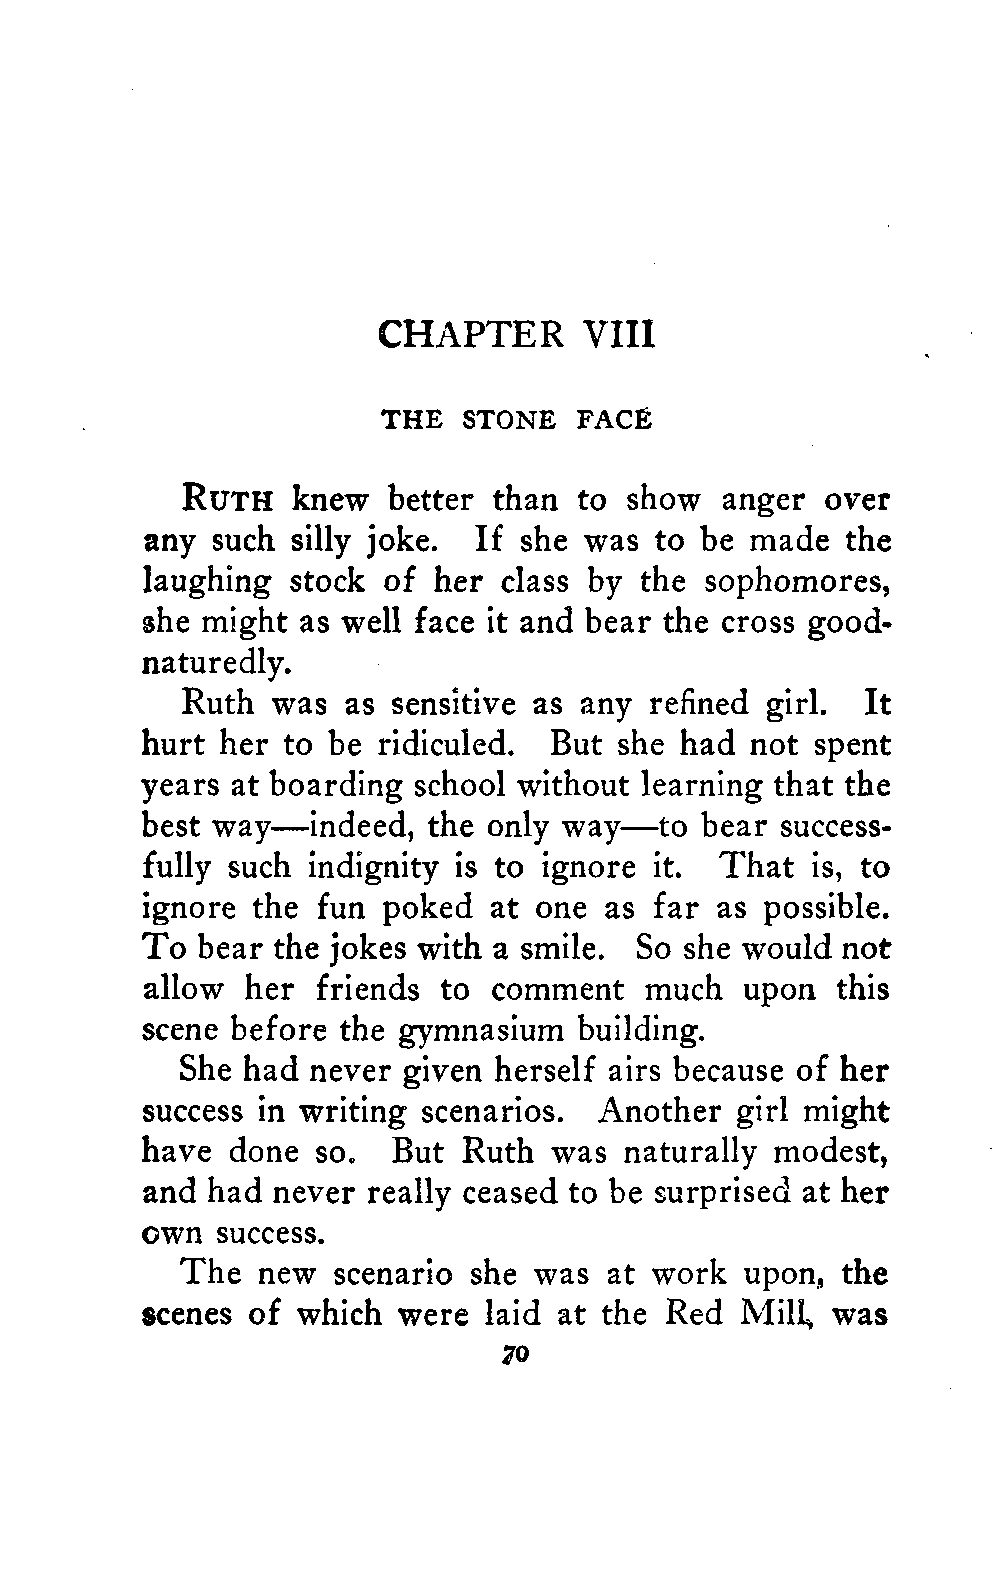 CHAPTER VIII
THE STONE FACE
RUTH knew better than to show anger over
any such silly joke. If she was to be made the
laughing stock of her class by the sophomores,
she might as well face it and bear the cross good-
naturedly.
Ruth was as sensitive as any refined girl. It
hurt her to be ridiculed. But she had not spent
years at boarding school without learning that the
best way—indeed, the only way—to bear success-
fully such indignity is to ignore it. That is, to
ignore the fun poked at one as far as possible.
To bear the jokes with a smile. So she would not
allow her friends to comment much upon this
scene before the gymnasium building.
She had never given herself airs because of her
success in writing scenarios. Another girl might
have done so. But Ruth was naturally modest,
and had never really ceased to be surprised at her
own success.
The new scenario she was at work upon, the
scenes of which were laid at the Red Mill, was
70